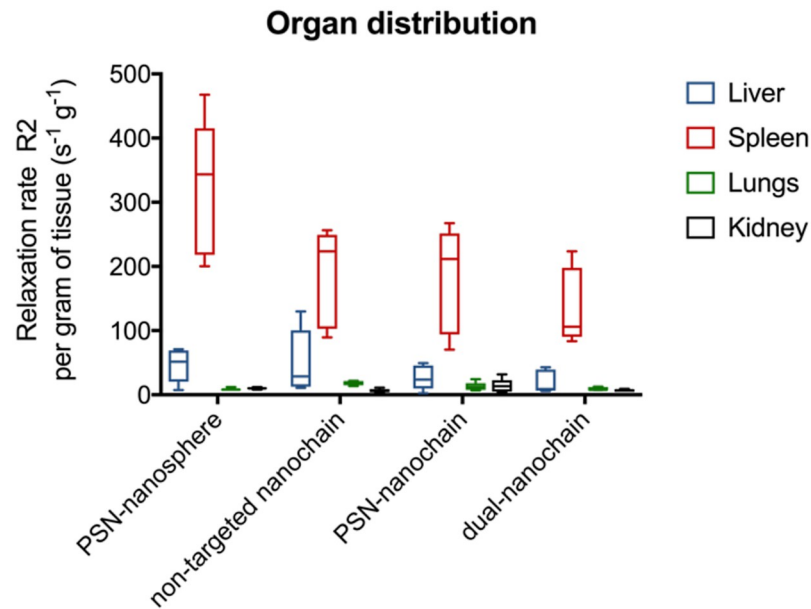 Organ distribution
Relaxation rate R2
per gram of tissue (s⁻¹ g⁻¹)
500
400
300
200
100
0
PSN-nanosphere
non-targeted nanochain
PSN-nanochain
dual-nanochain
Liver
Spleen
Lungs
Kidney